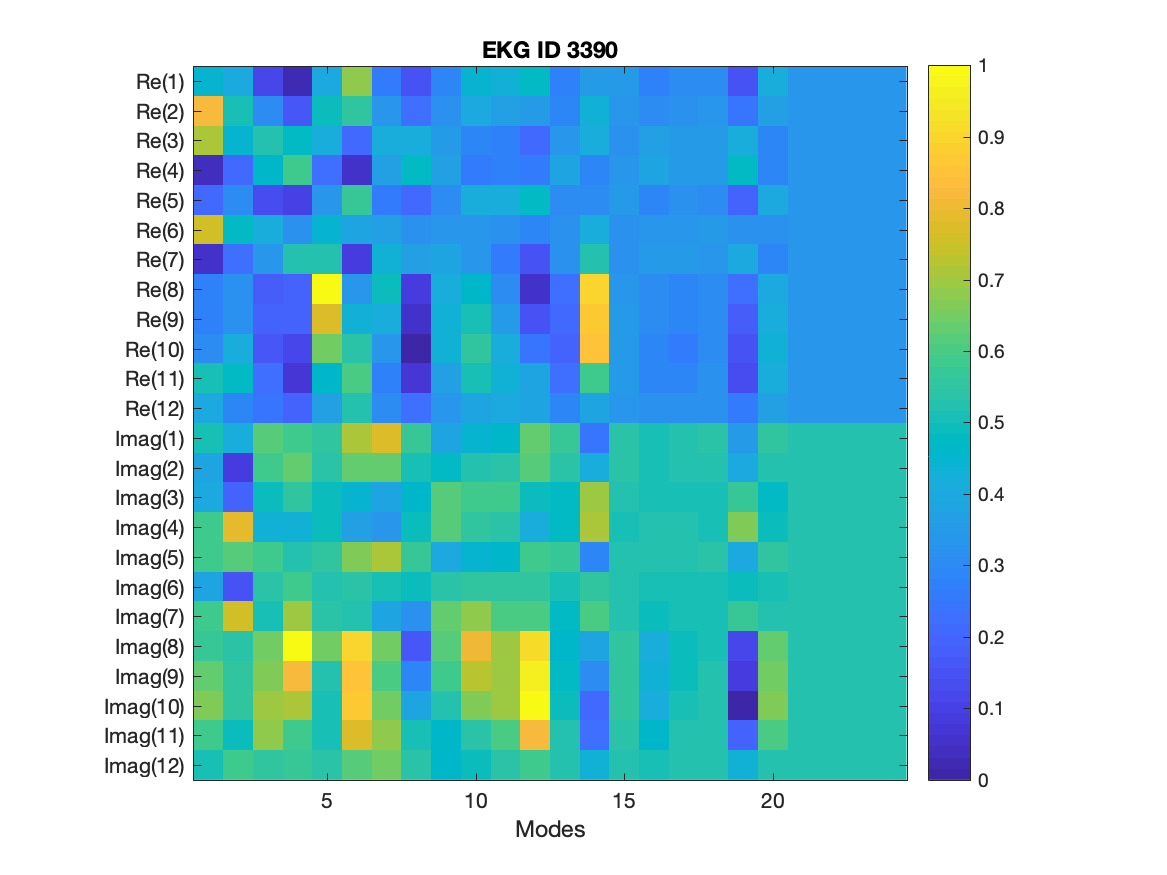 EKG ID 3390
Re(1)
Re(2)
Re(3)
Re(4)
Re(5)
Re(6)
Re(7)
Re(8)
Re(9)
Re(10)
Re(11)
Re(12)
Imag(1)
Imag(2)
Imag(3)
Imag(4)
Imag(5)
Imag(6)
Imag(7)
Imag(8)
Imag(9)
Imag(10)
Imag(11)
Imag(12)
5 10 15 20
Modes
1
0.9
0.8
0.7
0.6
0.5
0.4
0.3
0.2
0.1
0